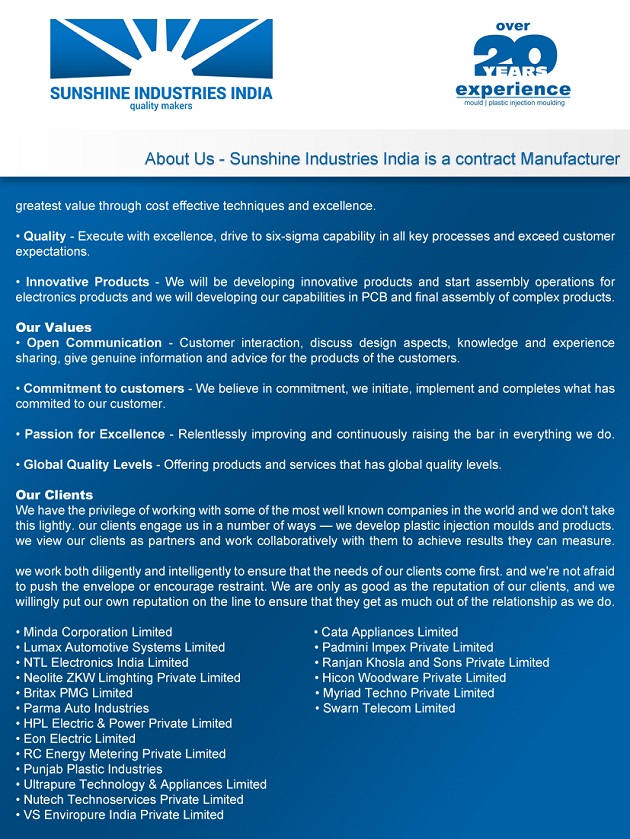 SUNSHINE INDUSTRIES INDIA
quality makers
over
20
YEARS
experience
mould | plastic injection moulding
About Us - Sunshine Industries India is a contract Manufacturer
greatest value through cost effective techniques and excellence.
• Quality - Execute with excellence, drive to six-sigma capability in all key processes and exceed customer
expectations.
• Innovative Products - We will be developing innovative products and start assembly operations for
electronics products and we will developing our capabilities in PCB and final assembly of complex products.
Our Values
• Open Communication - Customer interaction, discuss design aspects, knowledge and experience
sharing, give genuine information and advice for the products of the customers.
• Commitment to customers - We believe in commitment, we initiate, implement and completes what has
commited to our customer.
• Passion for Excellence - Relentlessly improving and continuously raising the bar in everything we do.
• Global Quality Levels - Offering products and services that has global quality levels.
Our Clients
We have the privilege of working with some of the most well known companies in the world and we don't take
this lightly. our clients engage us in a number of ways — we develop plastic injection moulds and products.
we view our clients as partners and work collaboratively with them to achieve results they can measure.
we work both diligently and intelligently to ensure that the needs of our clients come first. and we're not afraid
to push the envelope or encourage restraint. We are only as good as the reputation of our clients, and we
willingly put our own reputation on the line to ensure that they get as much out of the relationship as we do.
• Minda Corporation Limited
• Lumax Automotive Systems Limited
• NTL Electronics India Limited
• Neolite ZKW Limghting Private Limited
• Britax PMG Limited
• Parma Auto Industries
• HPL Electric & Power Private Limited
• Eon Electric Limited
• RC Energy Metering Private Limited
• Punjab Plastic Industries
• Ultrapure Technology & Appliances Limited
• Nutech Technoservices Private Limited
• VS Enviropure India Private Limited
• Cata Appliances Limited
• Padmini Impex Private Limited
• Ranjan Khosla and Sons Private Limited
• Hicon Woodware Private Limited
• Myriad Techno Private Limited
• Swarn Telecom Limited